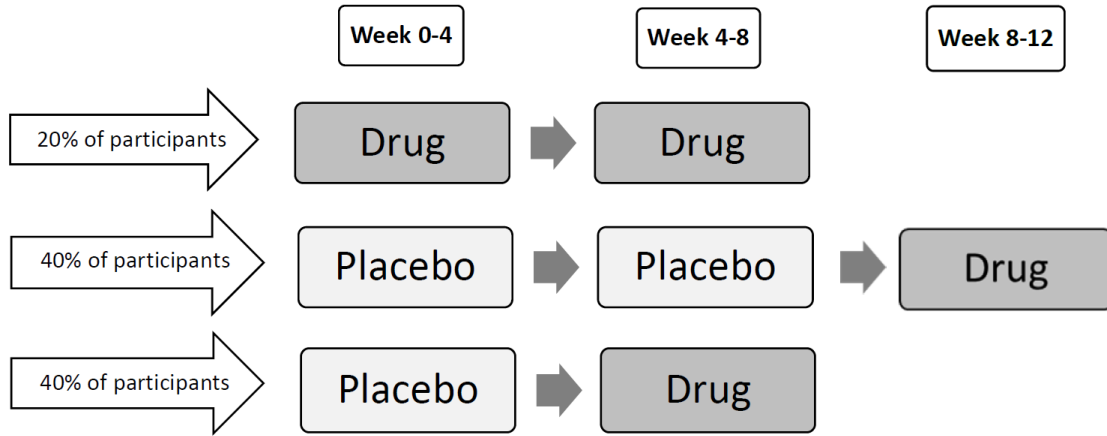 Week 0-4
Week 4-8
Week 8-12
20% of participants
Drug
Drug
40% of participants
Placebo
Placebo
Drug
40% of participants
Placebo
Drug